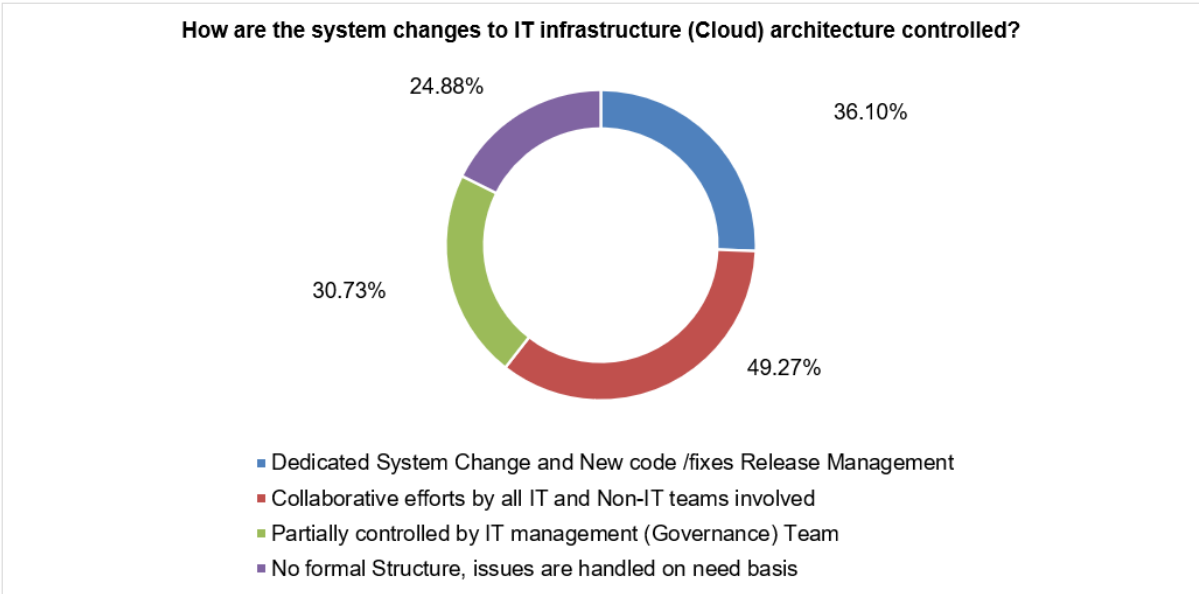 How are the system changes to IT infrastructure (Cloud) architecture controlled?
24.88%
36.10%
30.73%
49.27%
Dedicated System Change and New code /fixes Release Management
Collaborative efforts by all IT and Non-IT teams involved
Partially controlled by IT management (Governance) Team
No formal Structure, issues are handled on need basis